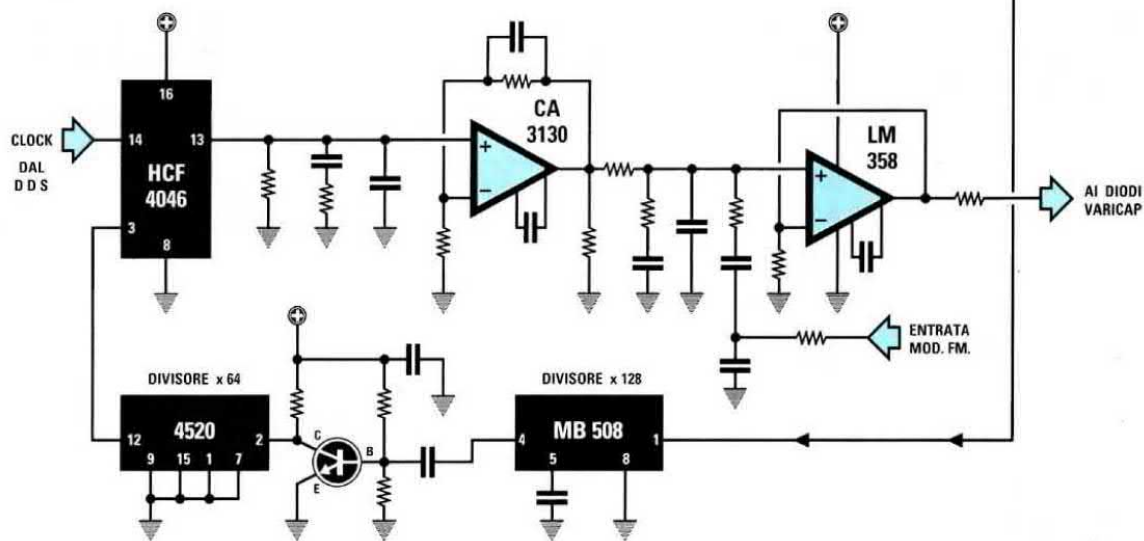 16
CLOCK
DAL
DDS
14
13
HCF
4046
3
8
CA
3130
+
−
LM
358
+
−
AI DIODI
VARICAP
ENTRATA
MOD. FM.
DIVISORE x 64
4520
12
2
9
15
1
7
C
B
E
DIVISORE x 128
MB 508
4
1
5
8